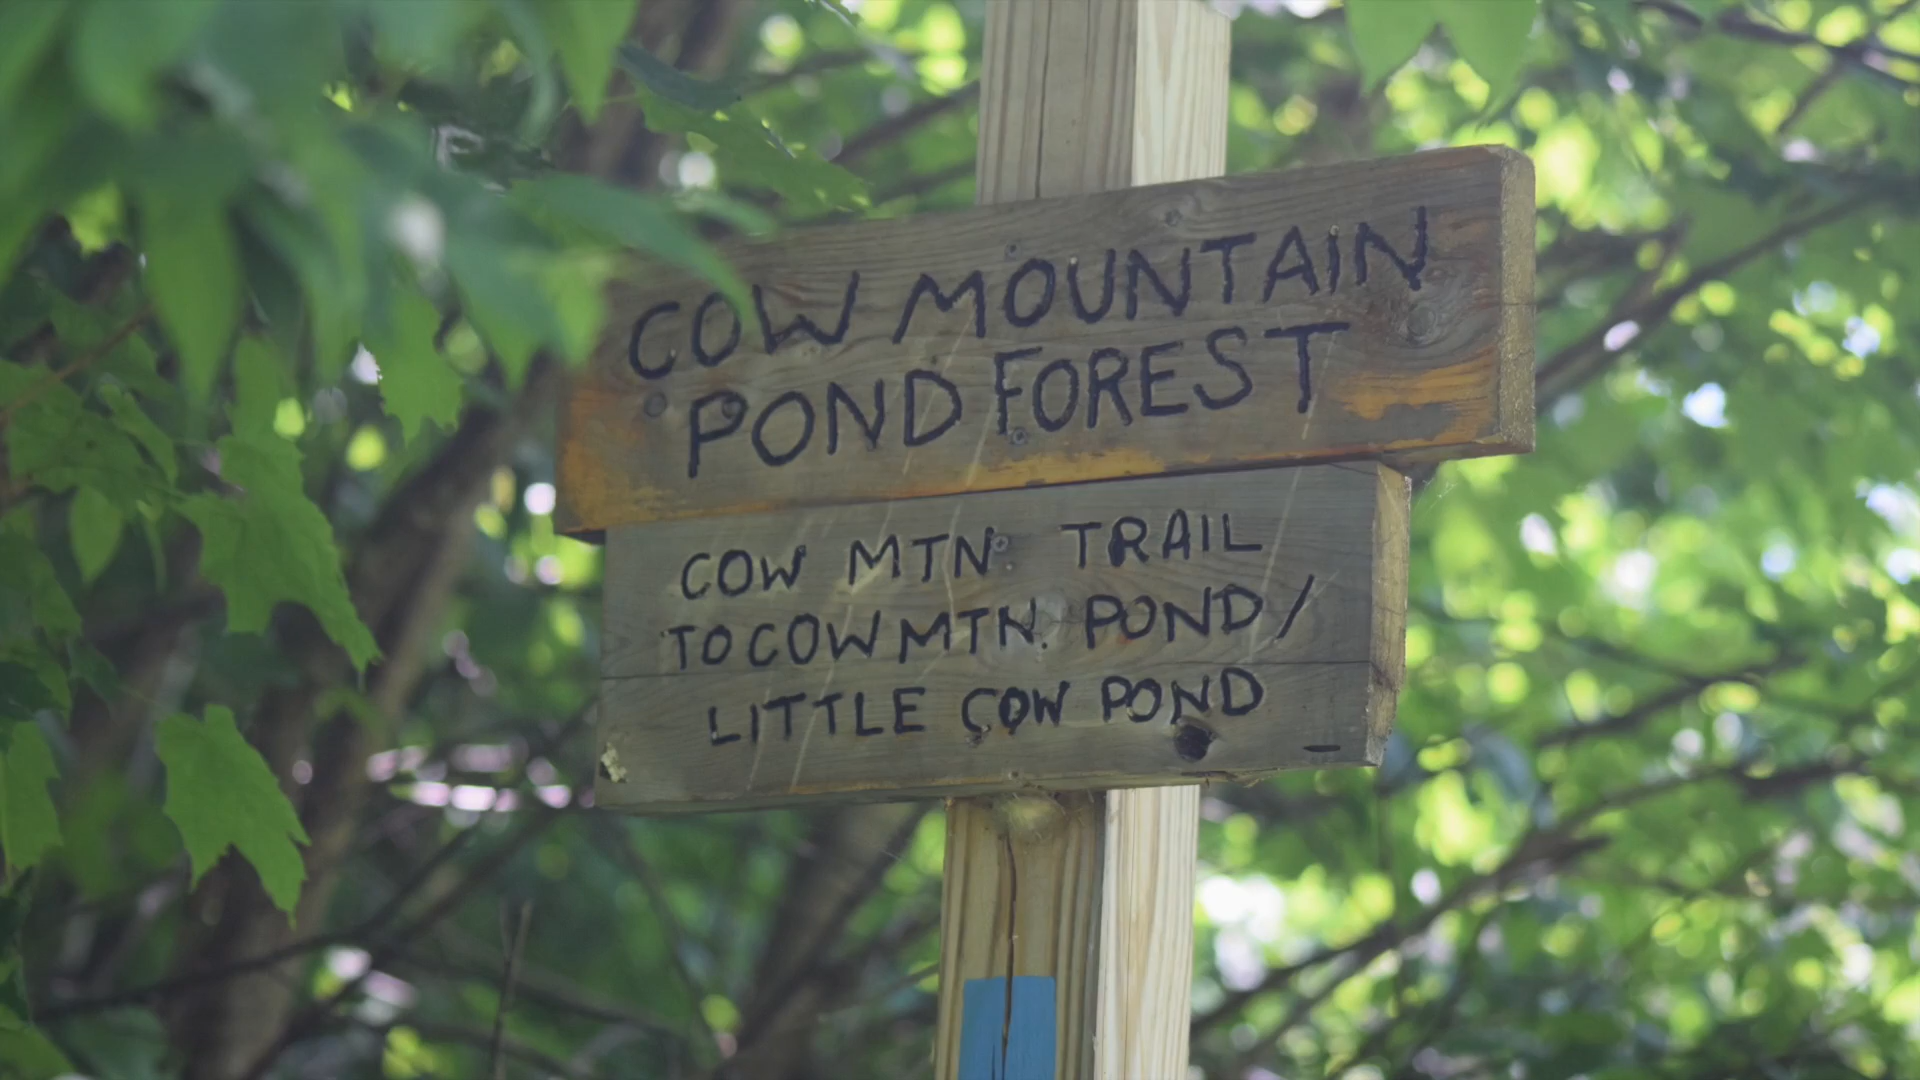 COW MOUNTAIN
POND FOREST
COW MTN. TRAIL
TO COW MTN. POND/
LITTLE COW POND